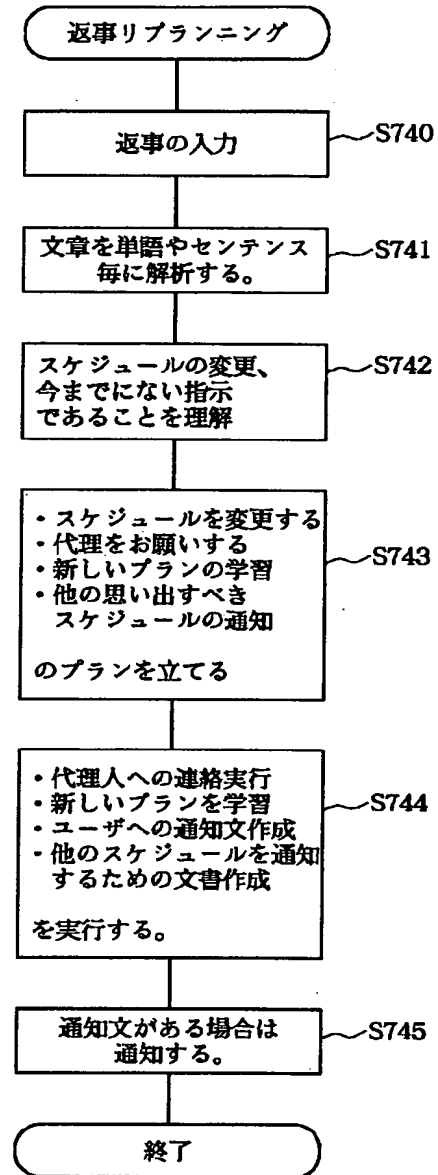 返事リプランニング
返事の入力
S740
文章を単語やセンテンス
毎に解析する。
S741
スケジュールの変更、
今までにない指示
であることを理解
S742
・スケジュールを変更する
・代理をお願いする
・新しいプランの学習
・他の思い出すべき
スケジュールの通知
のプランを立てる
S743
・代理人への連絡実行
・新しいプランを学習
・ユーザへの通知文作成
・他のスケジュールを通知
するための文書作成
を実行する。
S744
通知文がある場合は
通知する。
S745
終了